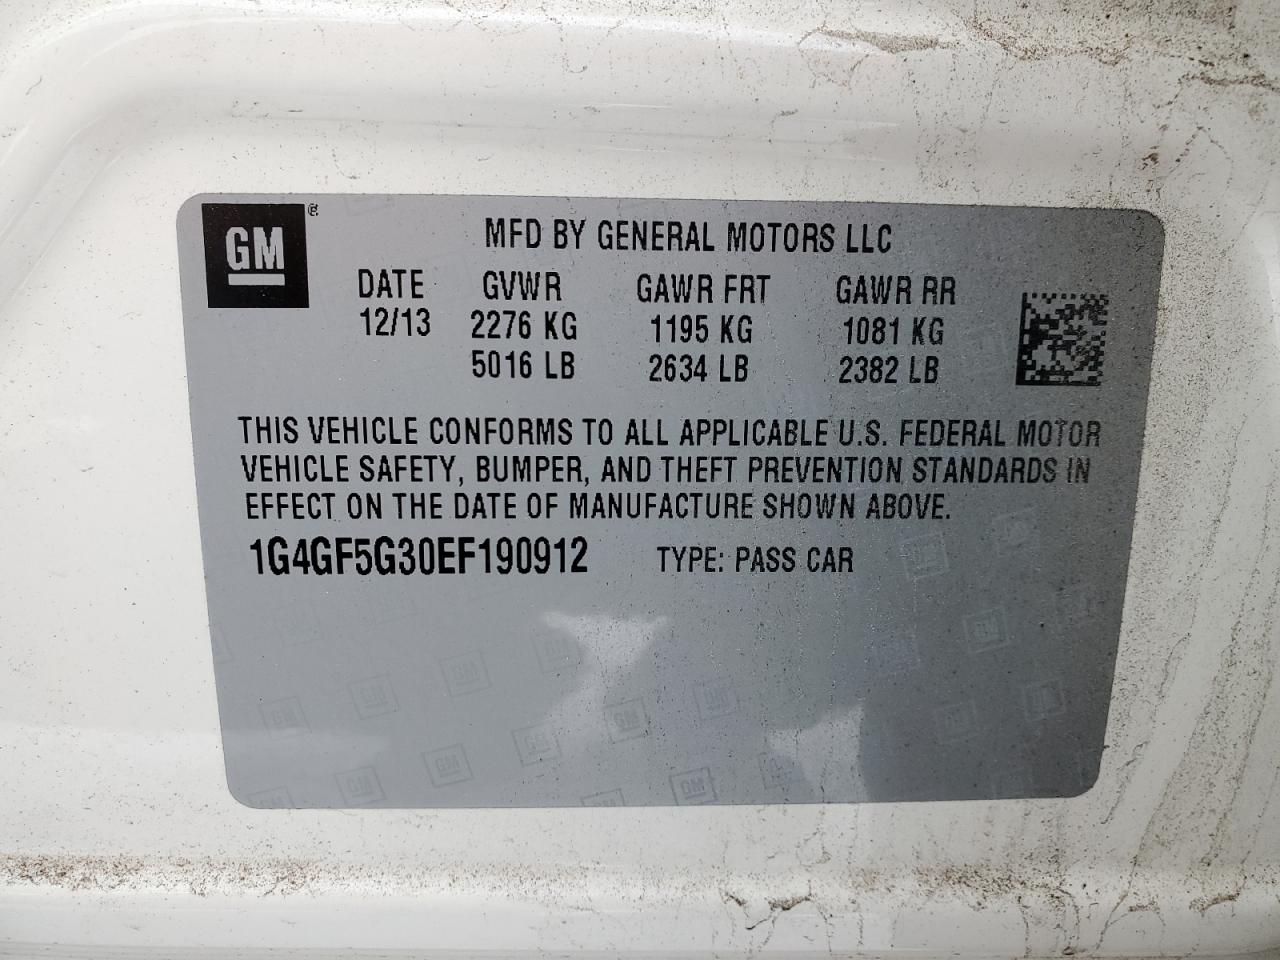 GM ®
MFD BY GENERAL MOTORS LLC
DATE GVWR GAWR FRT GAWR RR
12/13 2276 KG 1195 KG 1081 KG
5016 LB 2634 LB 2382 LB
THIS VEHICLE CONFORMS TO ALL APPLICABLE U.S. FEDERAL MOTOR
VEHICLE SAFETY, BUMPER, AND THEFT PREVENTION STANDARDS IN
EFFECT ON THE DATE OF MANUFACTURE SHOWN ABOVE.
1G4GF5G30EF190912 TYPE: PASS CAR